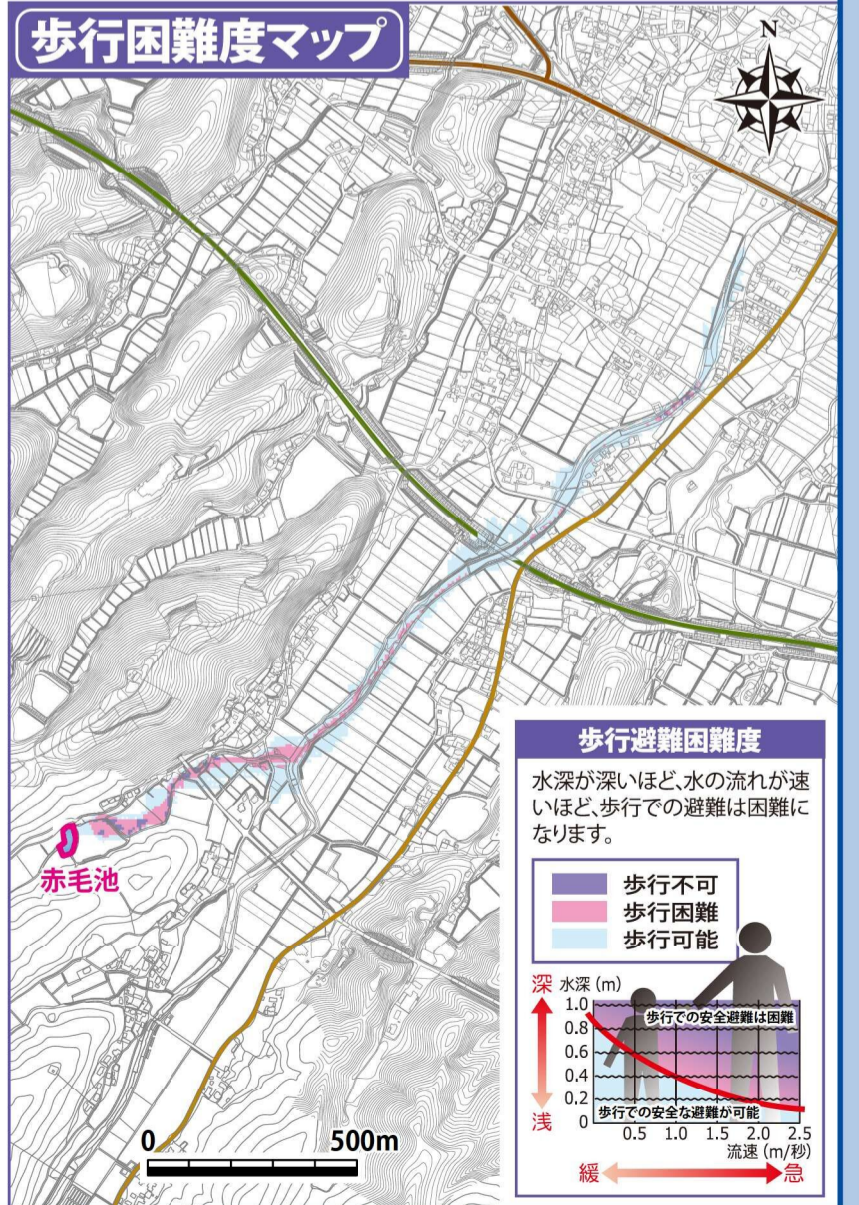 歩行困難度マップ
N
赤毛池
0 500m
歩行避難困難度
水深が深いほど、水の流れが速
いほど、歩行での避難は困難に
なります。
歩行不可
歩行困難
歩行可能
深 水深(m)
1.0
0.8
0.6
0.4
0.2
0
浅
歩行での安全避難は困難
歩行での安全な避難が可能
0.5 1.0 1.5 2.0 2.5
流速(m/秒)
緩 急